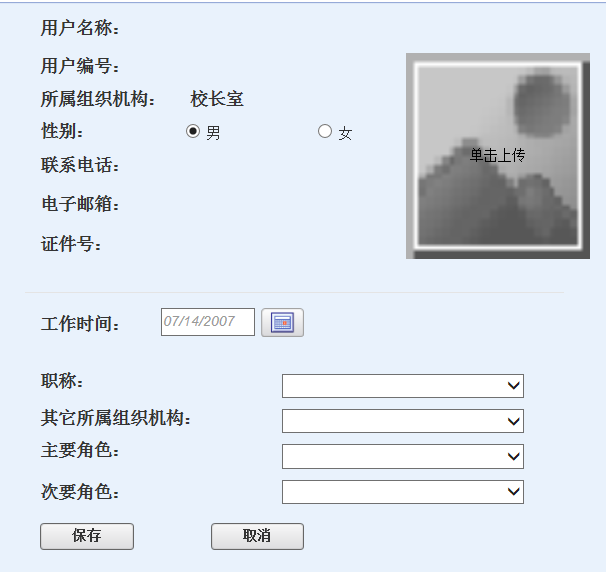 用户名称：
用户编号：
所属组织机构： 校长室
性别： 男 女
联系电话：
单击上传
电子邮箱：
证件号：
工作时间： 07/14/2007
职称：
其它所属组织机构：
主要角色：
次要角色：
保存 取消